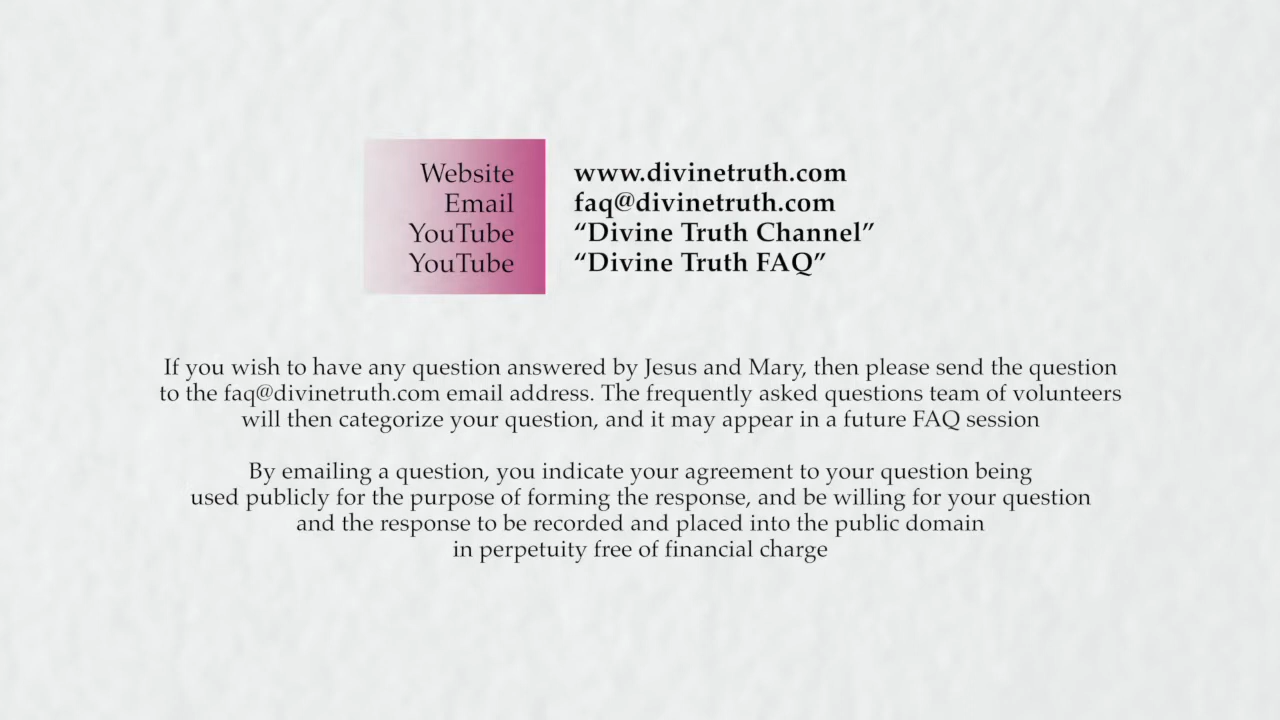 Website www.divinetruth.com
Email faq@divinetruth.com
YouTube “Divine Truth Channel”
YouTube “Divine Truth FAQ”
If you wish to have any question answered by Jesus and Mary, then please send the question
to the faq@divinetruth.com email address. The frequently asked questions team of volunteers
will then categorize your question, and it may appear in a future FAQ session
By emailing a question, you indicate your agreement to your question being
used publicly for the purpose of forming the response, and be willing for your question
and the response to be recorded and placed into the public domain
in perpetuity free of financial charge